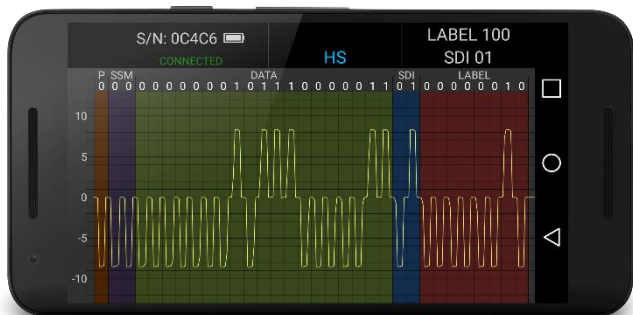 S/N: 0C4C6
CONNECTED
HS
LABEL 100
SDI 01
P SSM DATA SDI LABEL
0 0 0 0 0 0 0 0 0 0 1 0 1 1 1 0 0 0 0 0 1 1 0 1 0 0 0 0 0 0 1 0
10
5
0
-5
-10